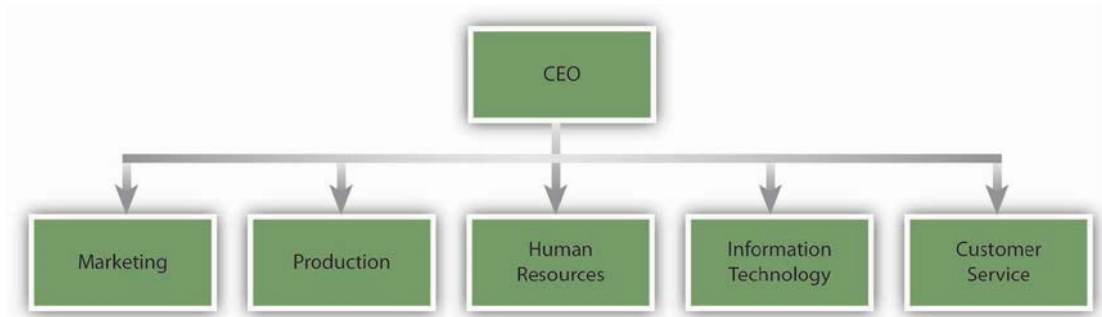 CEO
Marketing
Production
Human
Resources
Information
Technology
Customer
Service